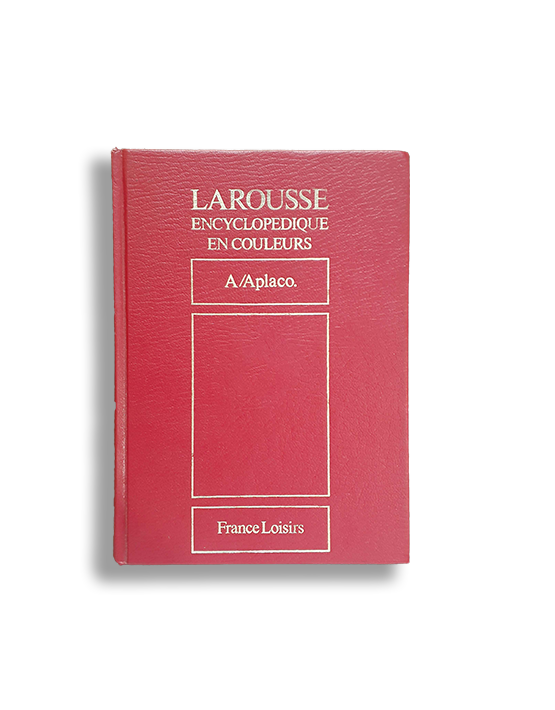 LAROUSSE
ENCYCLOPEDIQUE
EN COULEURS
A/Aplaco.
France Loisirs